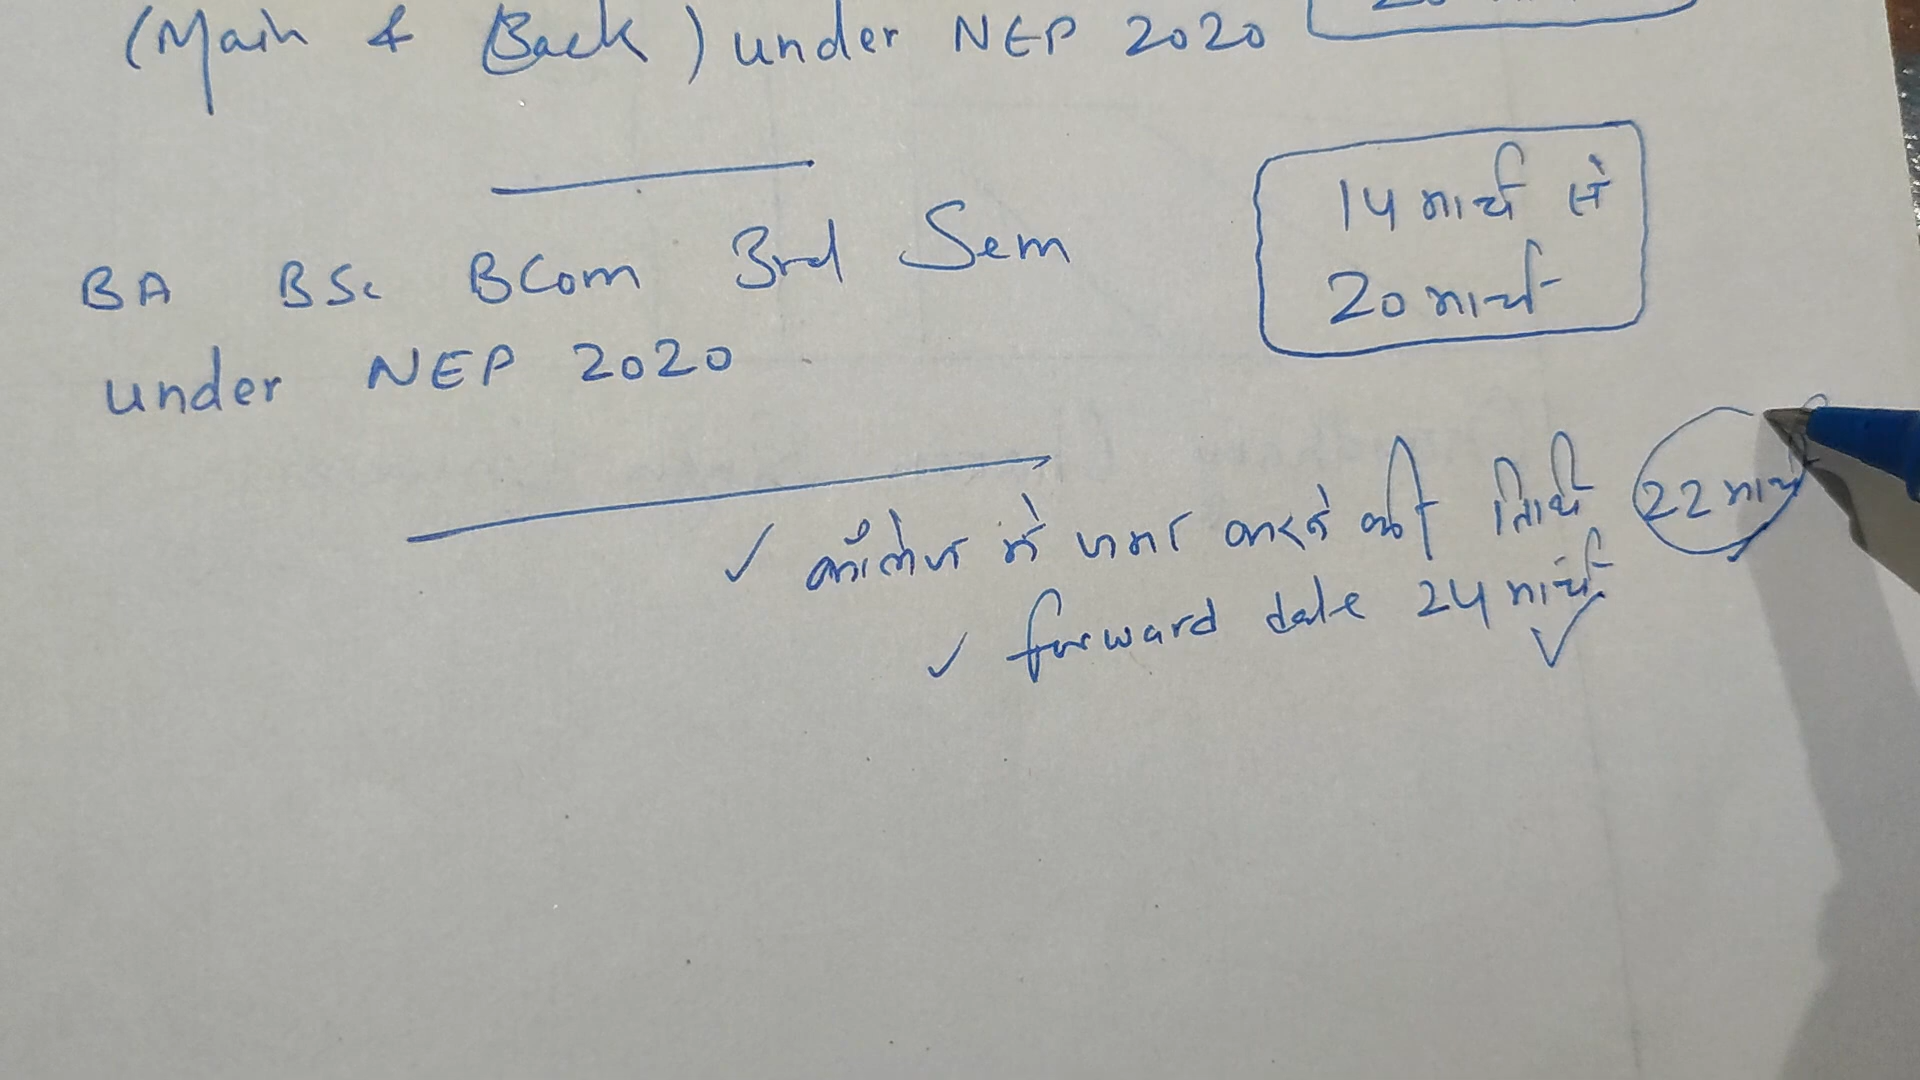 (Main & Back) under NEP 2020
BA BSc BCom 3rd Sem
under NEP 2020
14 मार्च से
20 मार्च
✓ कॉलेज में जमा करने की तिथि 22 मार्च
✓ forward date 24 मार्च ✓